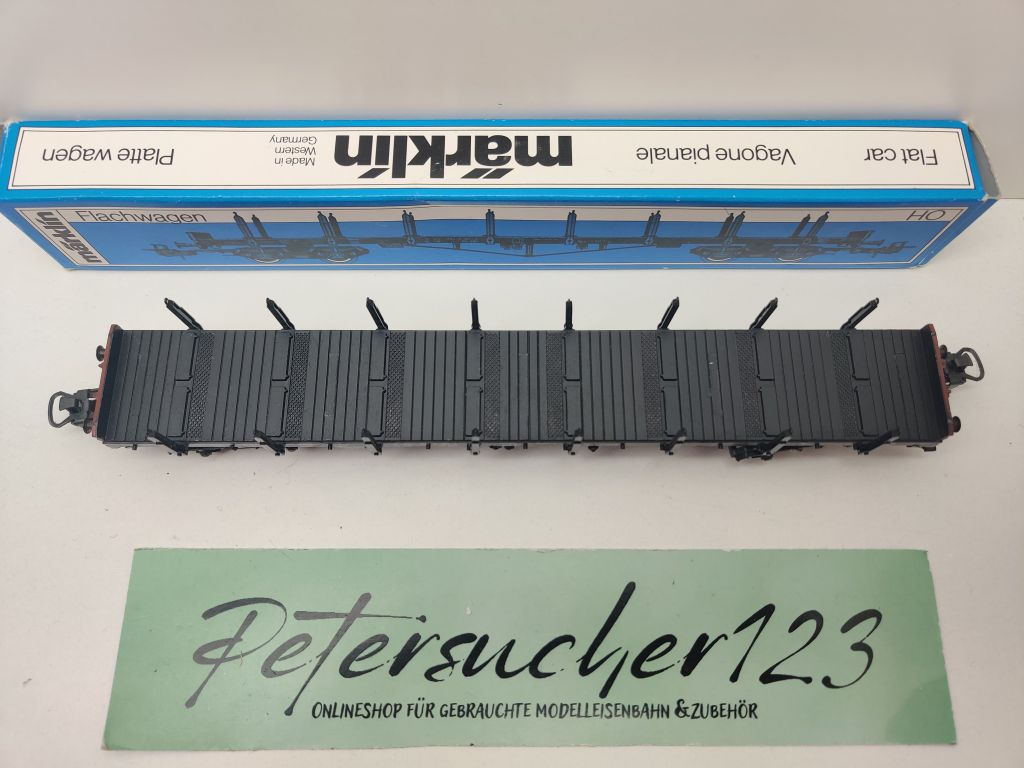 Platte wagen
Made in
Western
Germany
märklin
Vagone pianale
Flat car
märklin
Flachwagen
HO
Petersucher123
ONLINESHOP FÜR GEBRAUCHTE MODELLEISENBAHN & ZUBEHÖR